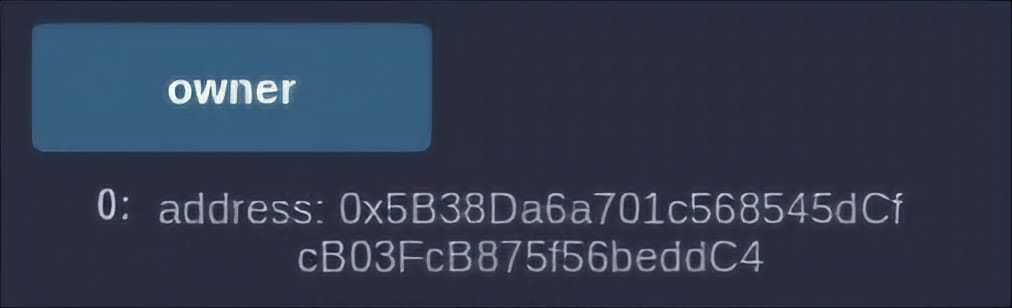 owner
0: address: 0x5B38Da6a701c568545dCf
cB03FcB875f56beddC4